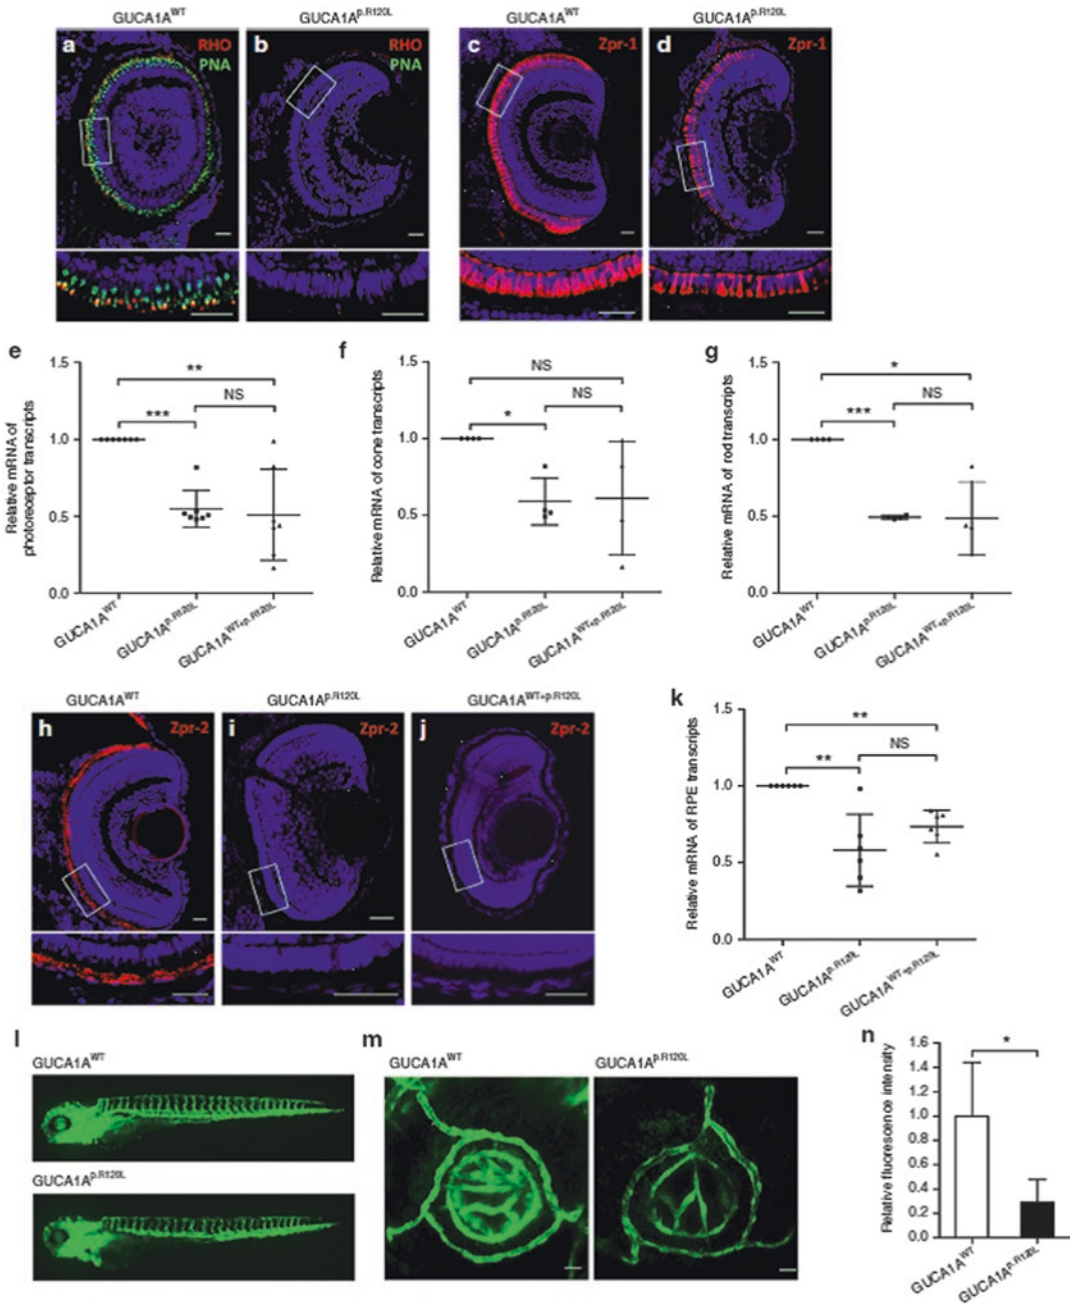 GUCA1A^WT GUCA1A^p.R120L GUCA1A^WT GUCA1A^p.R120L
a RHO PNA b RHO PNA c Zpr-1 d Zpr-1
e
Relative mRNA of photoreceptor transcripts
1.5
1.0
0.5
0.0
**
***
NS
GUCA1A^WT
GUCA1A^p.R120L
GUCA1A^WT+p.R120L
f
Relative mRNA of cone transcripts
1.5
1.0
0.5
0.0
NS
*
NS
GUCA1A^WT
GUCA1A^p.R120L
GUCA1A^WT+p.R120L
g
Relative mRNA of rod transcripts
1.5
1.0
0.5
0.0
*
***
NS
GUCA1A^WT
GUCA1A^p.R120L
GUCA1A^WT+p.R120L
GUCA1A^WT GUCA1A^p.R120L GUCA1A^WT+p.R120L
h Zpr-2 i Zpr-2 j Zpr-2
k
Relative mRNA of RPE transcripts
1.5
1.0
0.5
0.0
**
**
NS
GUCA1A^WT
GUCA1A^p-R120L
GUCA1A^WT+p.R120L
l
GUCA1A^WT
GUCA1A^p.R120L
m
GUCA1A^WT GUCA1A^p.R120L
n
Relative fluorescence intensity
1.6
1.4
1.2
1.0
0.8
0.6
0.4
0.2
0.0
*
GUCA1A^WT
GUCA1A^p-R120L